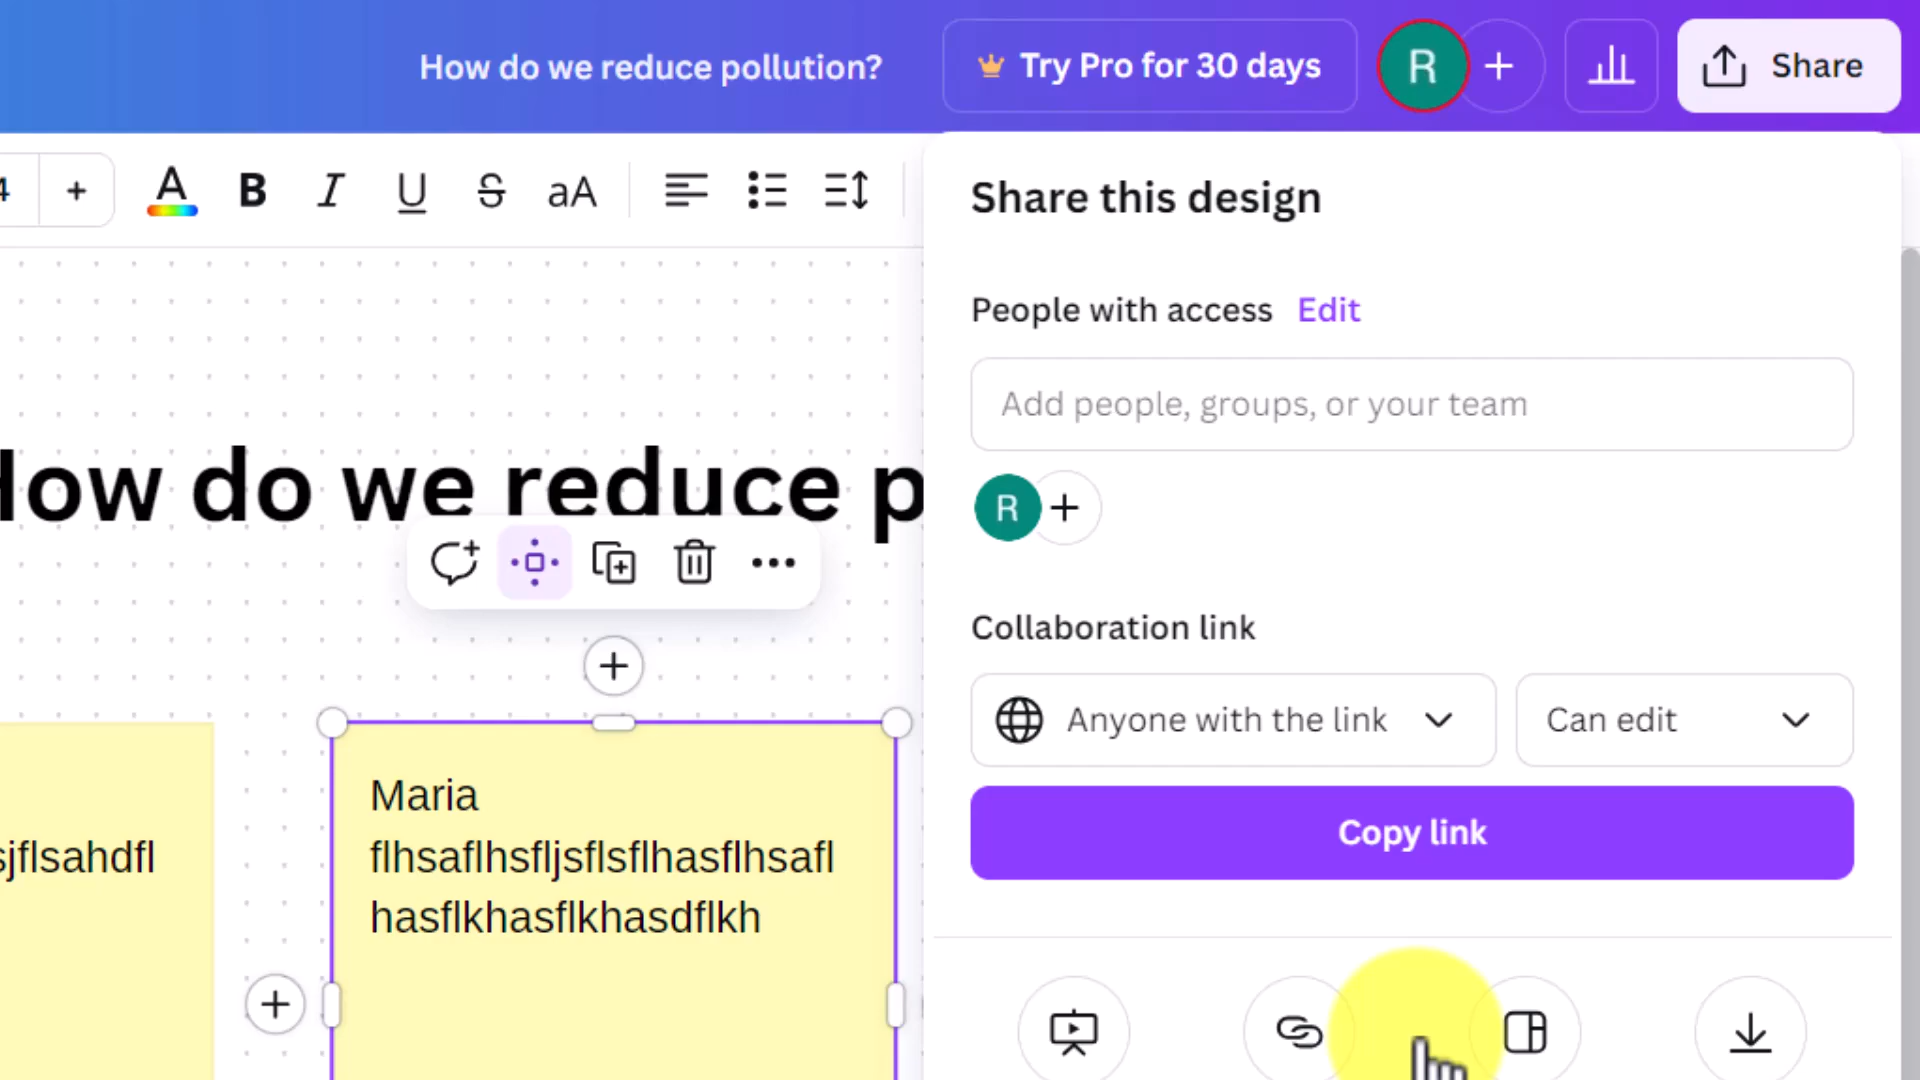 How do we reduce pollution?
Try Pro for 30 days
R
Share
4
A B I U S aA
Share this design
People with access Edit
Add people, groups, or your team
How do we reduce p
R
Collaboration link
Anyone with the link
Can edit
Copy link
sjflsahdfl
Maria
flhsaflhsfljsflsflhasflhsafl
hasflkhasflkhasdflkh